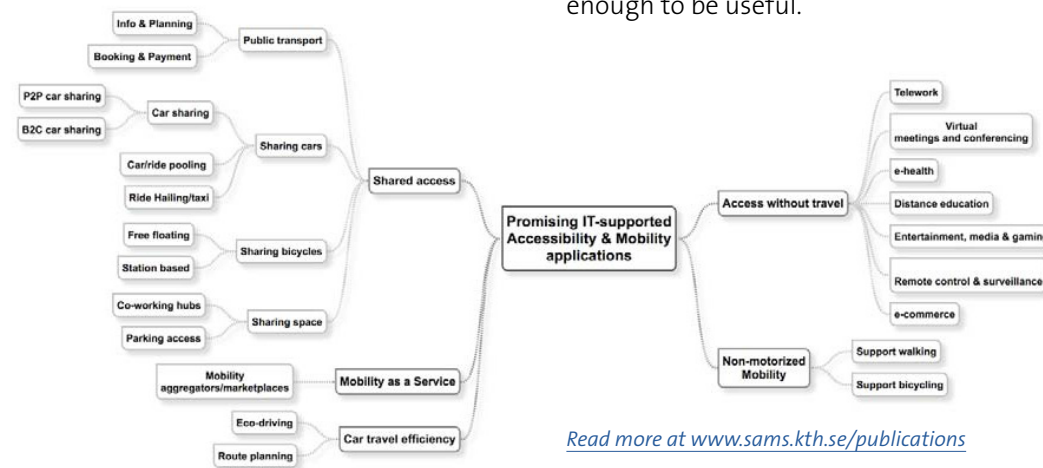 enough to be useful.
Info & Planning
Booking & Payment
Public transport
P2P car sharing
B2C car sharing
Car sharing
Car/ride pooling
Ride Hailing/taxi
Sharing cars
Free floating
Station based
Sharing bicycles
Co-working hubs
Parking access
Sharing space
Shared access
Mobility
aggregators/marketplaces
Mobility as a Service
Eco-driving
Route planning
Car travel efficiency
Promising IT-supported
Accessibility & Mobility
applications
Access without travel
Telework
Virtual
meetings and conferencing
e-health
Distance education
Entertainment, media & gaming
Remote control & surveillance
e-commerce
Non-motorized
Mobility
Support walking
Support bicycling
Read more at www.sams.kth.se/publications